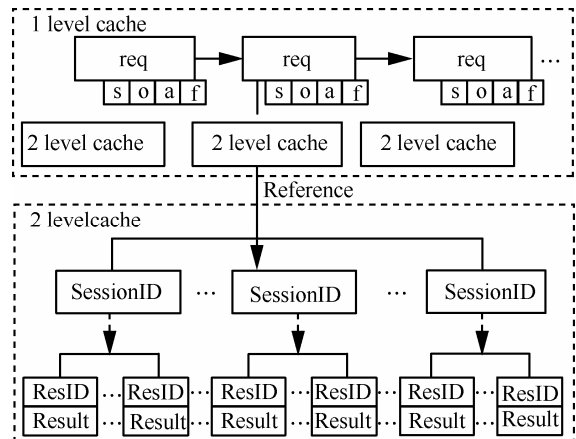 1 level cache
req req req ...
s o a f s o a f s o a f
2 level cache 2 level cache 2 level cache
Reference
2 levelcache
SessionID ... SessionID ... SessionID
ResID ... ResID ... ResID ... ResID ... ResID ... ResID
Result ... Result ... Result ... Result ... Result ... Result